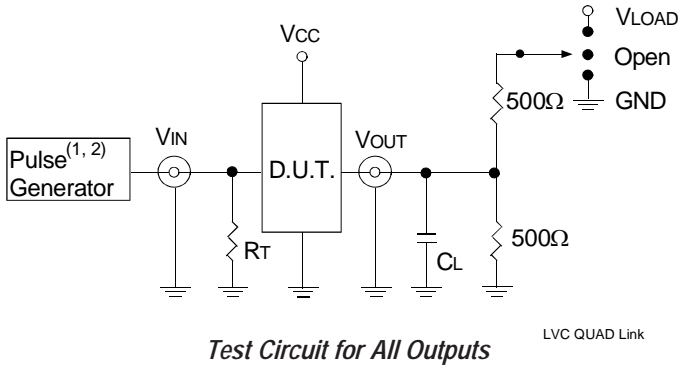 VLOAD
VCC
Open
500Ω
GND
VIN
VOUT
Pulse(1, 2)
Generator
D.U.T.
RT
CL
500Ω
LVC QUAD Link
Test Circuit for All Outputs